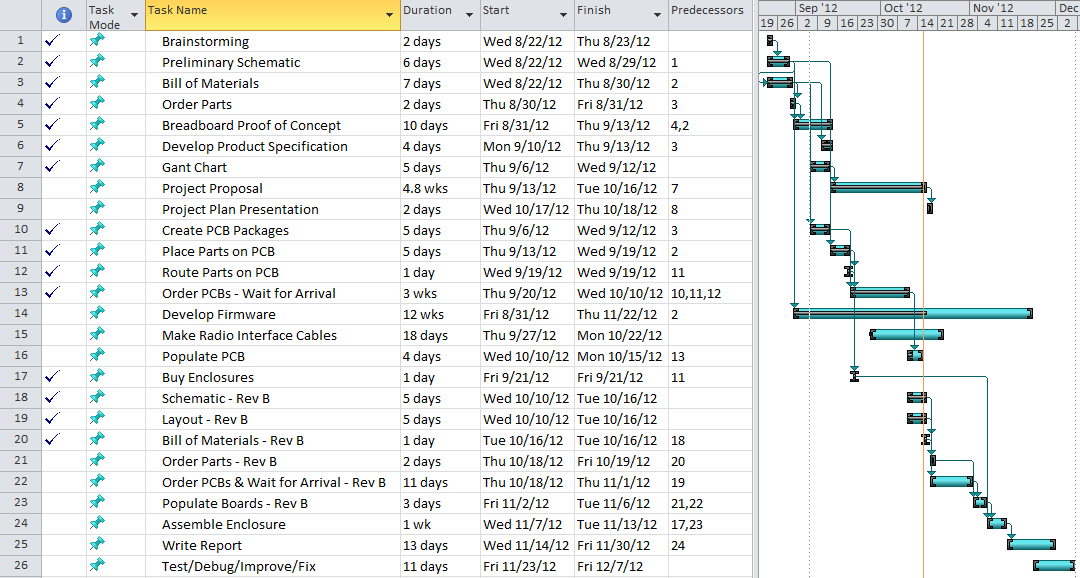 Task Mode Task Name Duration Start Finish Predecessors
Sep '12 Oct '12 Nov '12 Dec
19 26 2 9 16 23 30 7 14 21 28 4 11 18 25 2
1 Brainstorming 2 days Wed 8/22/12 Thu 8/23/12
2 Preliminary Schematic 6 days Wed 8/22/12 Wed 8/29/12 1
3 Bill of Materials 7 days Wed 8/22/12 Thu 8/30/12 2
4 Order Parts 2 days Thu 8/30/12 Fri 8/31/12 3
5 Breadboard Proof of Concept 10 days Fri 8/31/12 Thu 9/13/12 4,2
6 Develop Product Specification 4 days Mon 9/10/12 Thu 9/13/12 3
7 Gant Chart 5 days Thu 9/6/12 Wed 9/12/12
8 Project Proposal 4.8 wks Thu 9/13/12 Tue 10/16/12 7
9 Project Plan Presentation 2 days Wed 10/17/12 Thu 10/18/12 8
10 Create PCB Packages 5 days Thu 9/6/12 Wed 9/12/12 3
11 Place Parts on PCB 5 days Thu 9/13/12 Wed 9/19/12 2
12 Route Parts on PCB 1 day Wed 9/19/12 Wed 9/19/12 11
13 Order PCBs - Wait for Arrival 3 wks Thu 9/20/12 Wed 10/10/12 10,11,12
14 Develop Firmware 12 wks Fri 8/31/12 Thu 11/22/12 2
15 Make Radio Interface Cables 18 days Thu 9/27/12 Mon 10/22/12
16 Populate PCB 4 days Wed 10/10/12 Mon 10/15/12 13
17 Buy Enclosures 1 day Fri 9/21/12 Fri 9/21/12 11
18 Schematic - Rev B 5 days Wed 10/10/12 Tue 10/16/12
19 Layout - Rev B 5 days Wed 10/10/12 Tue 10/16/12
20 Bill of Materials - Rev B 1 day Tue 10/16/12 Tue 10/16/12 18
21 Order Parts - Rev B 2 days Thu 10/18/12 Fri 10/19/12 20
22 Order PCBs & Wait for Arrival - Rev B 11 days Thu 10/18/12 Thu 11/1/12 19
23 Populate Boards - Rev B 3 days Fri 11/2/12 Tue 11/6/12 21,22
24 Assemble Enclosure 1 wk Wed 11/7/12 Tue 11/13/12 17,23
25 Write Report 13 days Wed 11/14/12 Fri 11/30/12 24
26 Test/Debug/Improve/Fix 11 days Fri 11/23/12 Fri 12/7/12